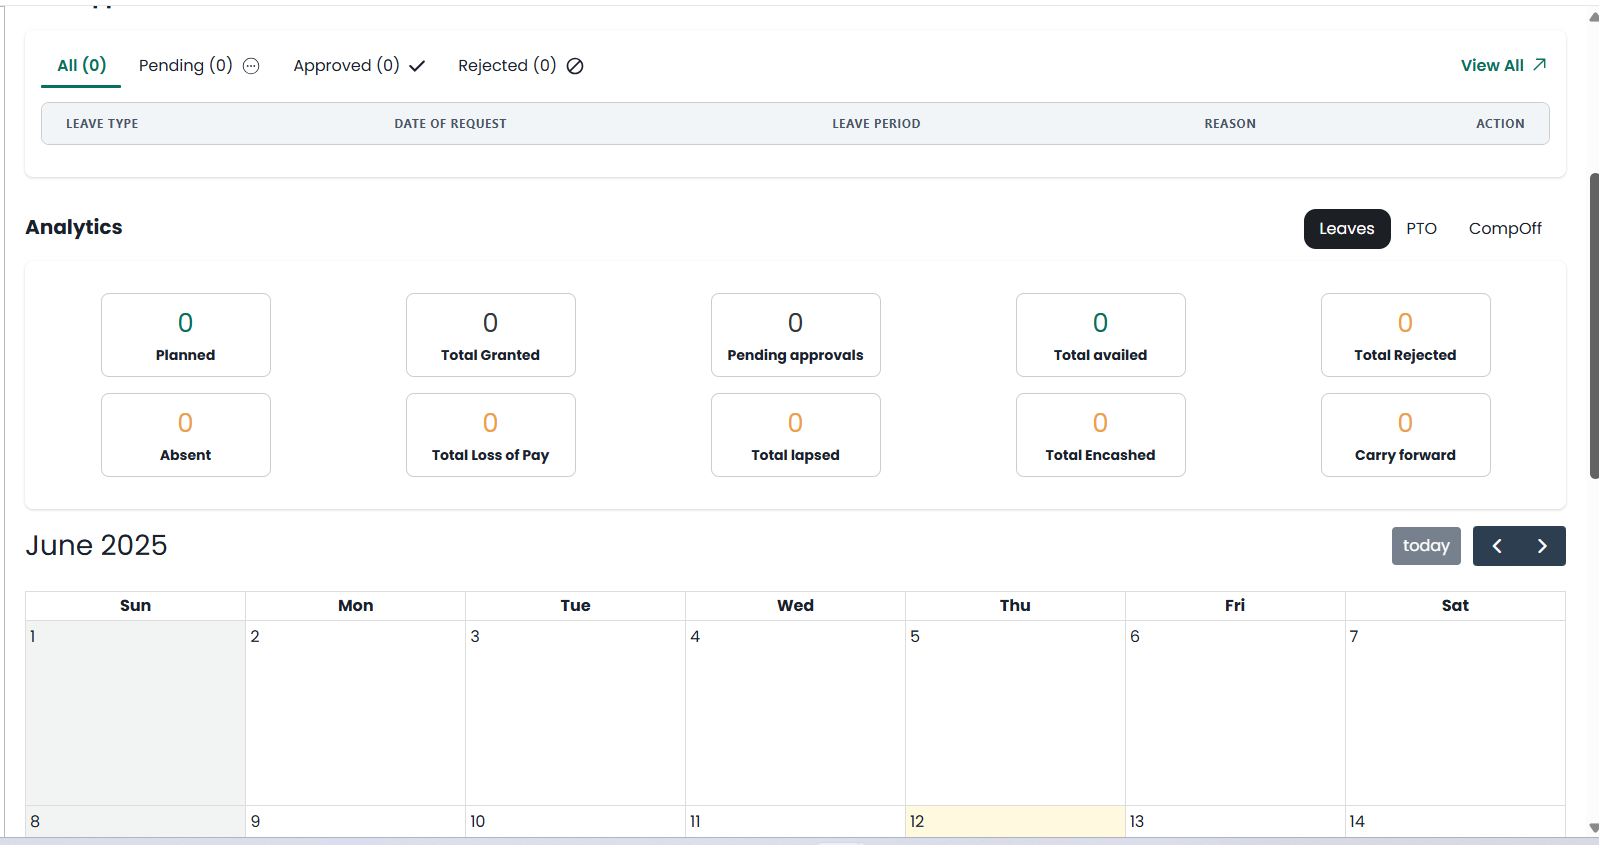 All (0) Pending (0) Approved (0) Rejected (0) View All
LEAVE TYPE DATE OF REQUEST LEAVE PERIOD REASON ACTION
Analytics Leaves PTO CompOff
0 0 0 0 0
Planned Total Granted Pending approvals Total availed Total Rejected
0 0 0 0 0
Absent Total Loss of Pay Total lapsed Total Encashed Carry forward
June 2025 today
Sun Mon Tue Wed Thu Fri Sat
1 2 3 4 5 6 7
8 9 10 11 12 13 14